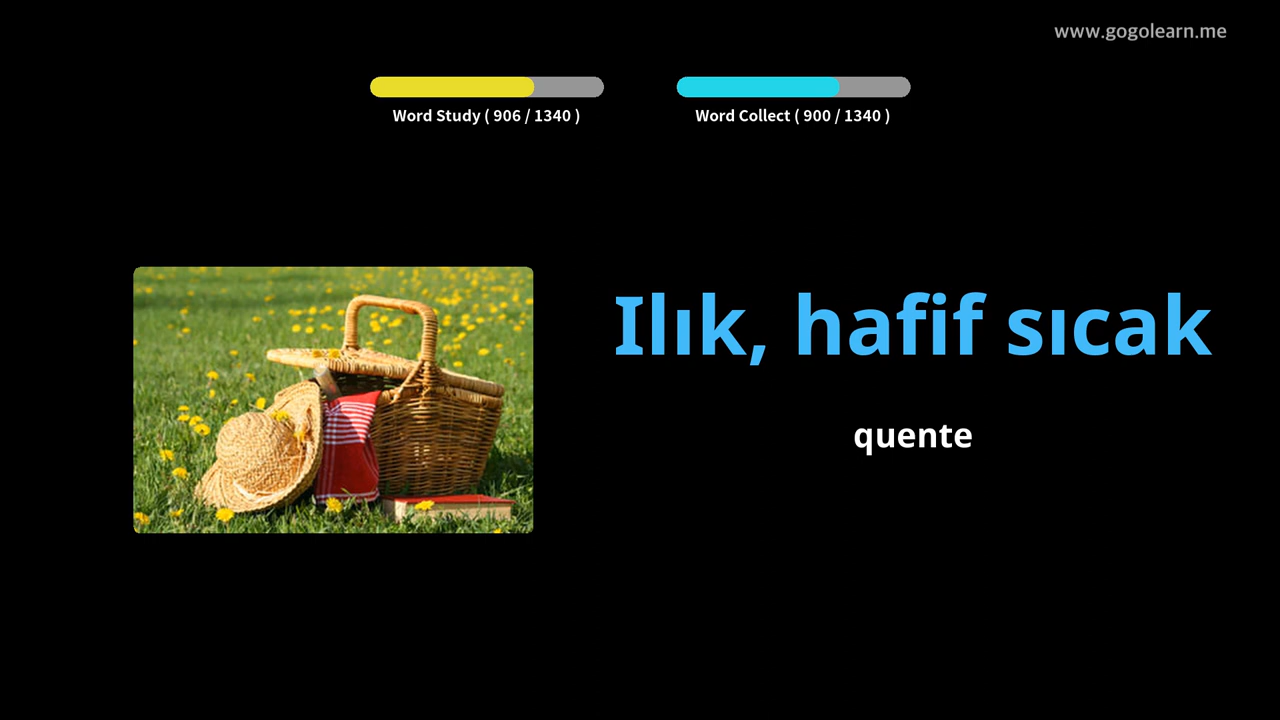 www.gogolearn.me
Word Study ( 906 / 1340 )
Word Collect ( 900 / 1340 )
Ilık, hafif sıcak
quente